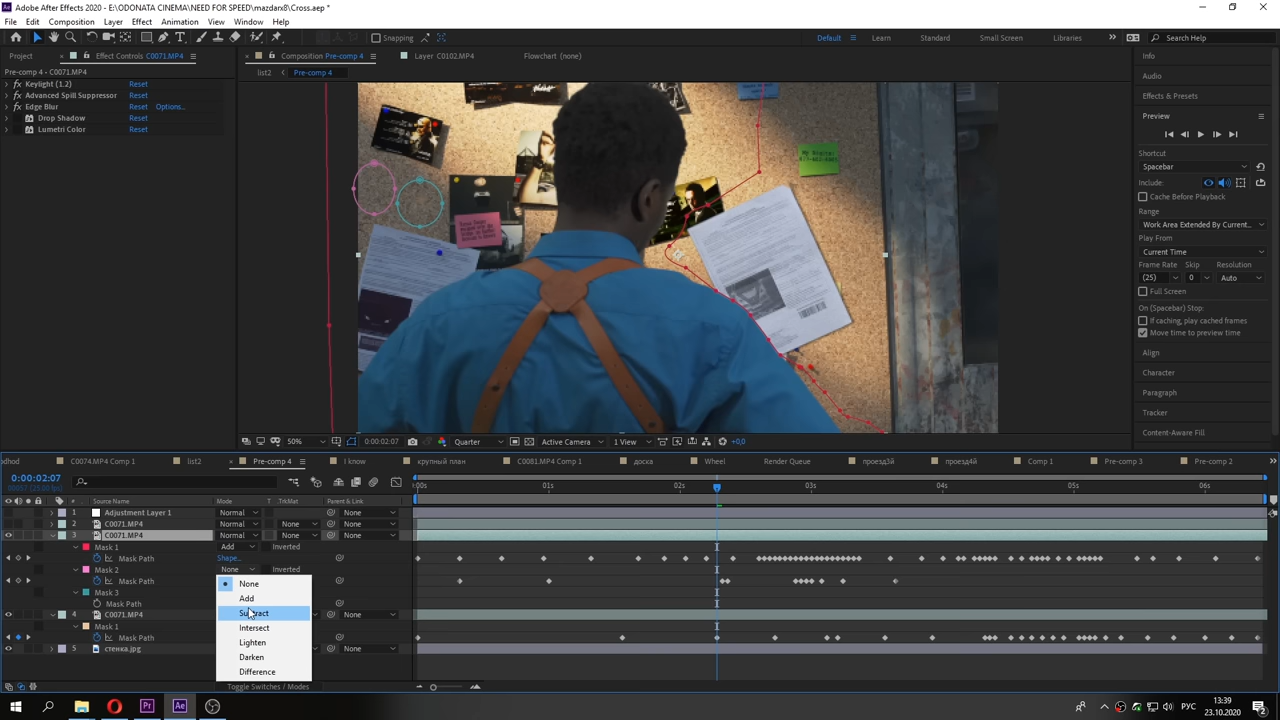 Adobe After Effects 2020 - E:\ODONATA CINEMA\NEED FOR SPEED\mazdarx8\Cross.aep *
File Edit Composition Layer Effect Animation View Window Help
Snapping
Default Learn Standard Small Screen Libraries
Search Help
Project Effect Controls C0071.MP4
Composition Pre-comp 4 Layer C0102.MP4 Flowchart (none)
list2 Pre-comp 4
Pre-comp 4 - C0071.MP4
fx Keylight (1.2) Reset
fx Advanced Spill Suppressor Reset
fx Edge Blur Reset Options...
Drop Shadow Reset
Lumetri Color Reset
Info
Audio
Effects & Presets
Preview
Shortcut
Spacebar
Include:
Cache Before Playback
Range
Work Area Extended By Current...
Play From
Current Time
Frame Rate Skip Resolution
(25) 0 Auto
Full Screen
On (Spacebar) Stop:
If caching, play cached frames
Move time to preview time
Align
Character
Paragraph
Tracker
Content-Aware Fill
50% 0:00:02:07 Quarter Active Camera 1 View +0,0
dhod C0074.MP4 Comp 1 list2 Pre-comp 4 I know крупный план C0081.MP4 Comp 1 доска Wheel Render Queue проезд3й проезд4й Comp 1 Pre-comp 3 Pre-comp 2
0:00:02:07
:00s 01s 02s 03s 04s 05s 06s
# Source Name Mode T .TrkMat Parent & Link
1 Adjustment Layer 1 Normal None
2 C0071.MP4 Normal None None
3 C0071.MP4 Normal None None
Mask 1 Add Inverted
Mask Path Shape...
Mask 2 None Inverted
Mask Path
Mask 3
Mask Path
4 C0071.MP4 None
Mask 1
Mask Path
5 стенка.jpg None
None
Add
Subtract
Intersect
Lighten
Darken
Difference
Toggle Switches / Modes
РУС
13:39
23.10.2020
2